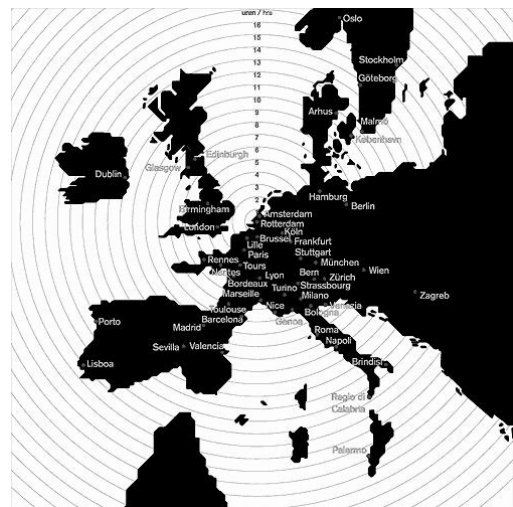 uren / hrs
16
15
14
13
12
11
10
9
8
7
6
5
4
3
2
Oslo
Stockholm
Göteborg
Arhus
Malmö
København
Edinburgh
Glasgow
Dublin
Birmingham
London
Hamburg
Berlin
Amsterdam
Rotterdam
Köln
Brussel
Frankfurt
Lille
Paris
Stuttgart
Rennes
Tours
München
Nantes
Lyon
Bern
Zürich
Wien
Bordeaux
Turino
Strassbourg
Marseille
Milano
Zagreb
Toulouse
Nice
Venezia
Barcelona
Genoa
Bologna
Porto
Madrid
Roma
Sevilla
Valencia
Napoli
Lisboa
Brindisi
Regio di
Calabria
Palermo